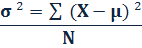 σ ² = ∑ (X – μ) ²
N